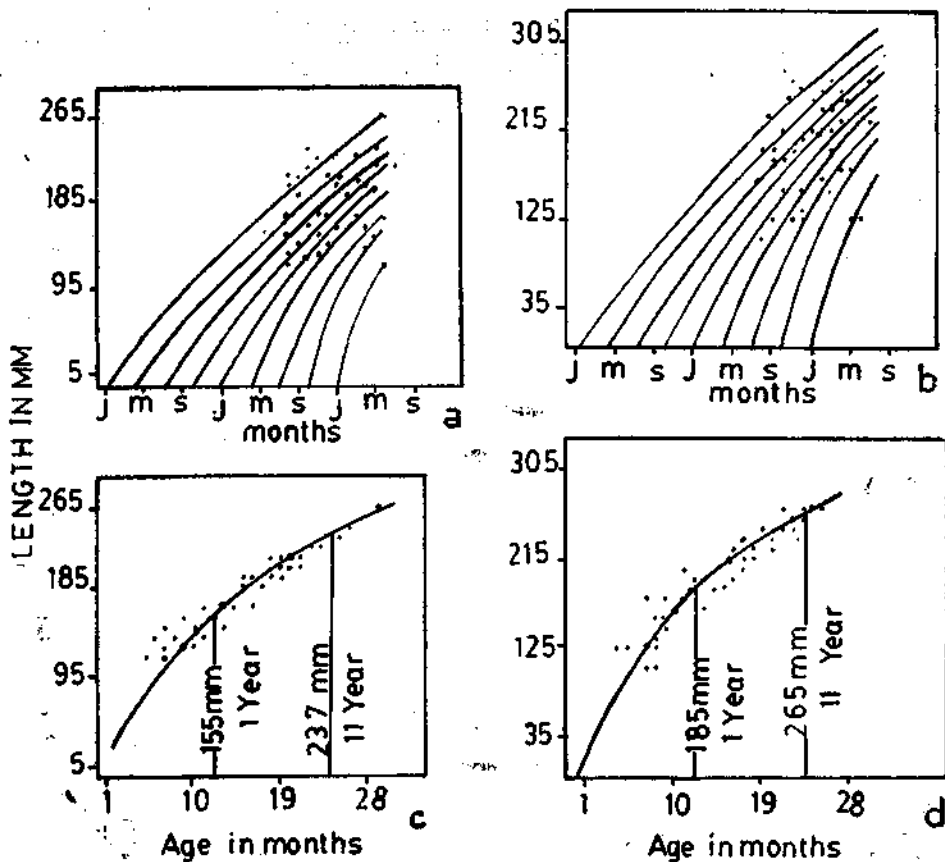 LENGTH IN MM
265
185
95
5
j m s j m s j m s
months
a
305
215
125
35
j m s j m s j m s
months
b
265
185
95
5
155mm
1 Year
237 mm
11 Year
1 10 19 28
Age in months
c
305
215
125
35
185mm
1 Year
265mm
11 Year
1 10 19 28
Age in months
d